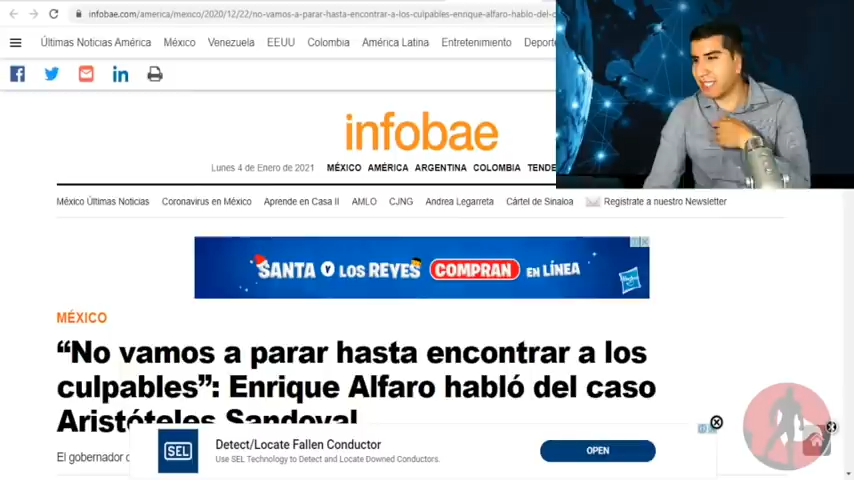 infobae.com/america/mexico/2020/12/22/no-vamos-a-parar-hasta-encontrar-a-los-culpables-enrique-alfaro-hablo-del-c
Últimas Noticias América México Venezuela EEUU Colombia América Latina Entretenimiento Deporte
infobae
Lunes 4 de Enero de 2021 MÉXICO AMÉRICA ARGENTINA COLOMBIA TENDE
México Últimas Noticias Coronavirus en México Aprende en Casa II AMLO CJNG Andrea Legarreta Cártel de Sinaloa Registrate a nuestro Newsletter
SANTA Y LOS REYES COMPRAN EN LÍNEA
Hasbro
MÉXICO
“No vamos a parar hasta encontrar a los
culpables”: Enrique Alfaro habló del caso
Aristóteles Sandoval
El gobernador
SEL
Detect/Locate Fallen Conductor
Use SEL Technology to Detect and Locate Downed Conductors.
OPEN